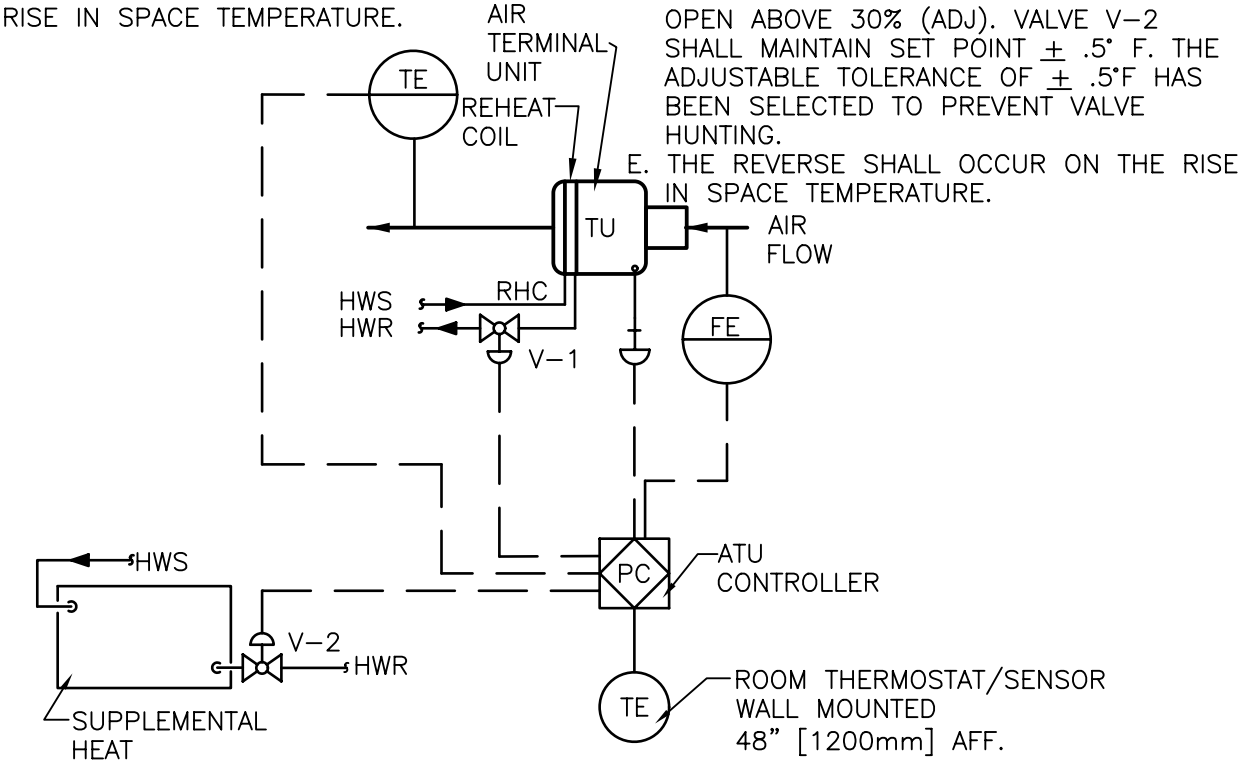 RISE IN SPACE TEMPERATURE.
OPEN ABOVE 30% (ADJ). VALVE V-2
SHALL MAINTAIN SET POINT ± .5° F. THE
ADJUSTABLE TOLERANCE OF ± .5°F HAS
BEEN SELECTED TO PREVENT VALVE
HUNTING.
E. THE REVERSE SHALL OCCUR ON THE RISE
IN SPACE TEMPERATURE.
AIR
TERMINAL
UNIT
TE
REHEAT
COIL
TU
AIR
FLOW
HWS
RHC
HWR
V-1
FE
HWS
PC
ATU
CONTROLLER
V-2
HWR
SUPPLEMENTAL
HEAT
TE
ROOM THERMOSTAT/SENSOR
WALL MOUNTED
48” [1200mm] AFF.